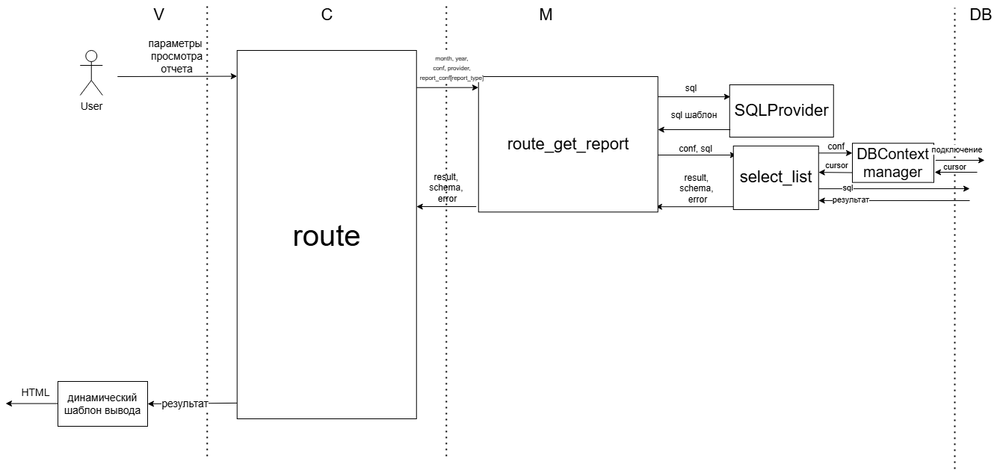 V
C
M
DB
параметры
просмотра
отчета
User
month, year,
conf, provider,
report_conf[report_type]
sql
sql шаблон
SQLProvider
route_get_report
conf, sql
result,
schema,
error
result,
schema,
error
select_list
conf
cursor
DBContext
manager
подключение
cursor
sql
результат
route
HTML
динамический
шаблон вывода
результат